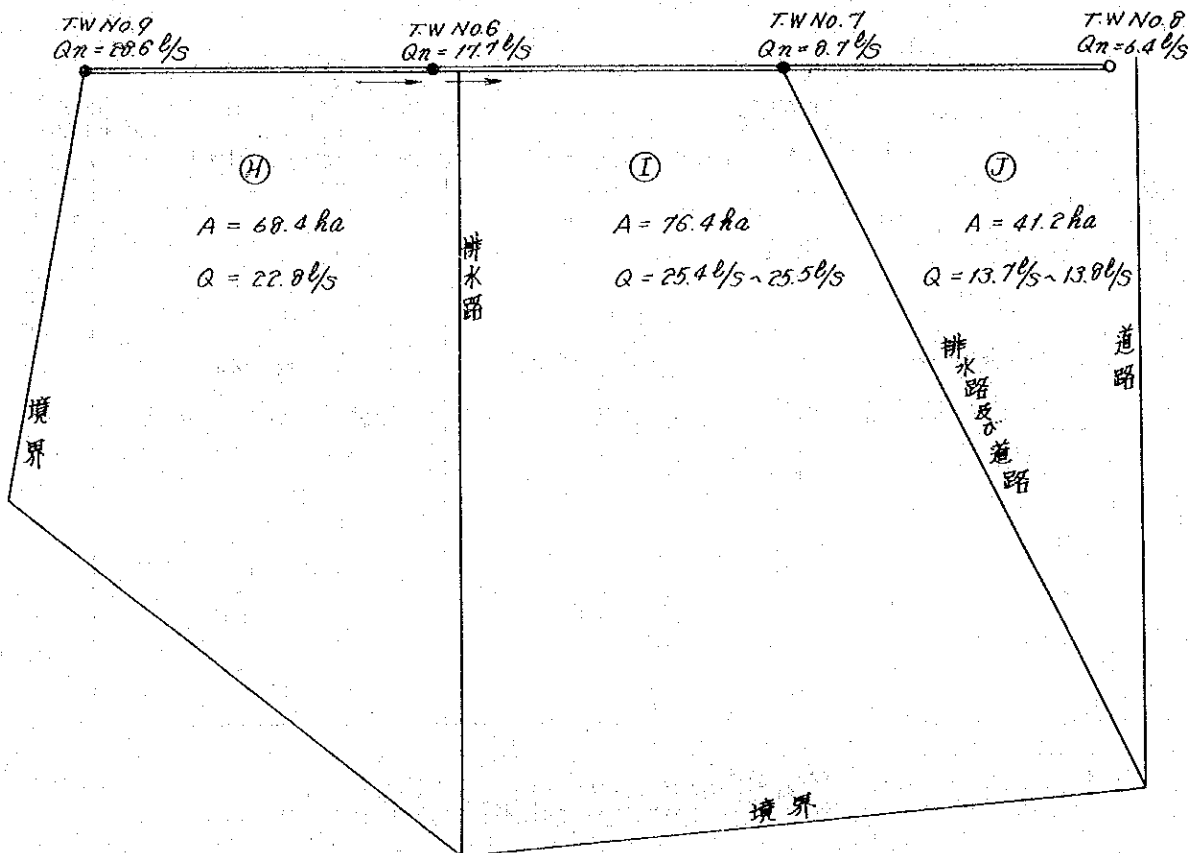 T.W No.9
Qn = 28.6 l/s
T.W No.6
Qn = 17.7 l/s
T.W No.7
Qn = 8.7 l/s
T.W No.8
Qn = 6.4 l/s
Ⓗ
A = 68.4 ha
Q = 22.8 l/s
Ⓘ
A = 76.4 ha
Q = 25.4 l/s ~ 25.5 l/s
Ⓙ
A = 41.2 ha
Q = 13.7 l/s ~ 13.8 l/s
排水路
排水路及び道路
道路
境界
境界